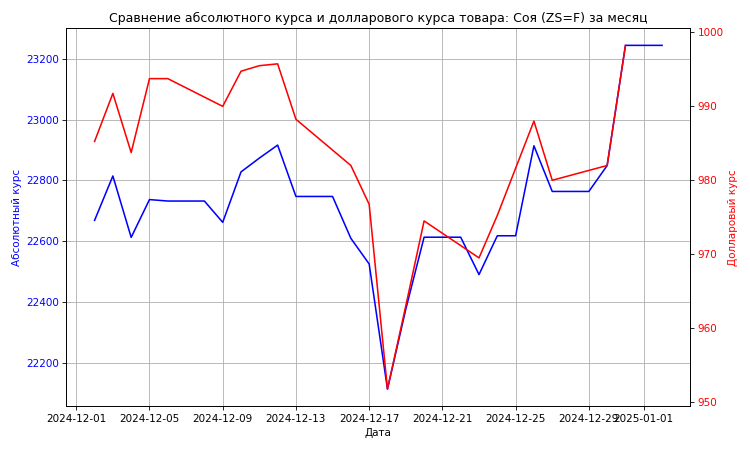 Сравнение абсолютного курса и долларового курса товара: Соя (ZS=F) за месяц
Абсолютный курс
23200
23000
22800
22600
22400
22200
1000
990
980
970
960
950
Долларовый курс
2024-12-01 2024-12-05 2024-12-09 2024-12-13 2024-12-17 2024-12-21 2024-12-25 2024-12-29 2025-01-01
Дата